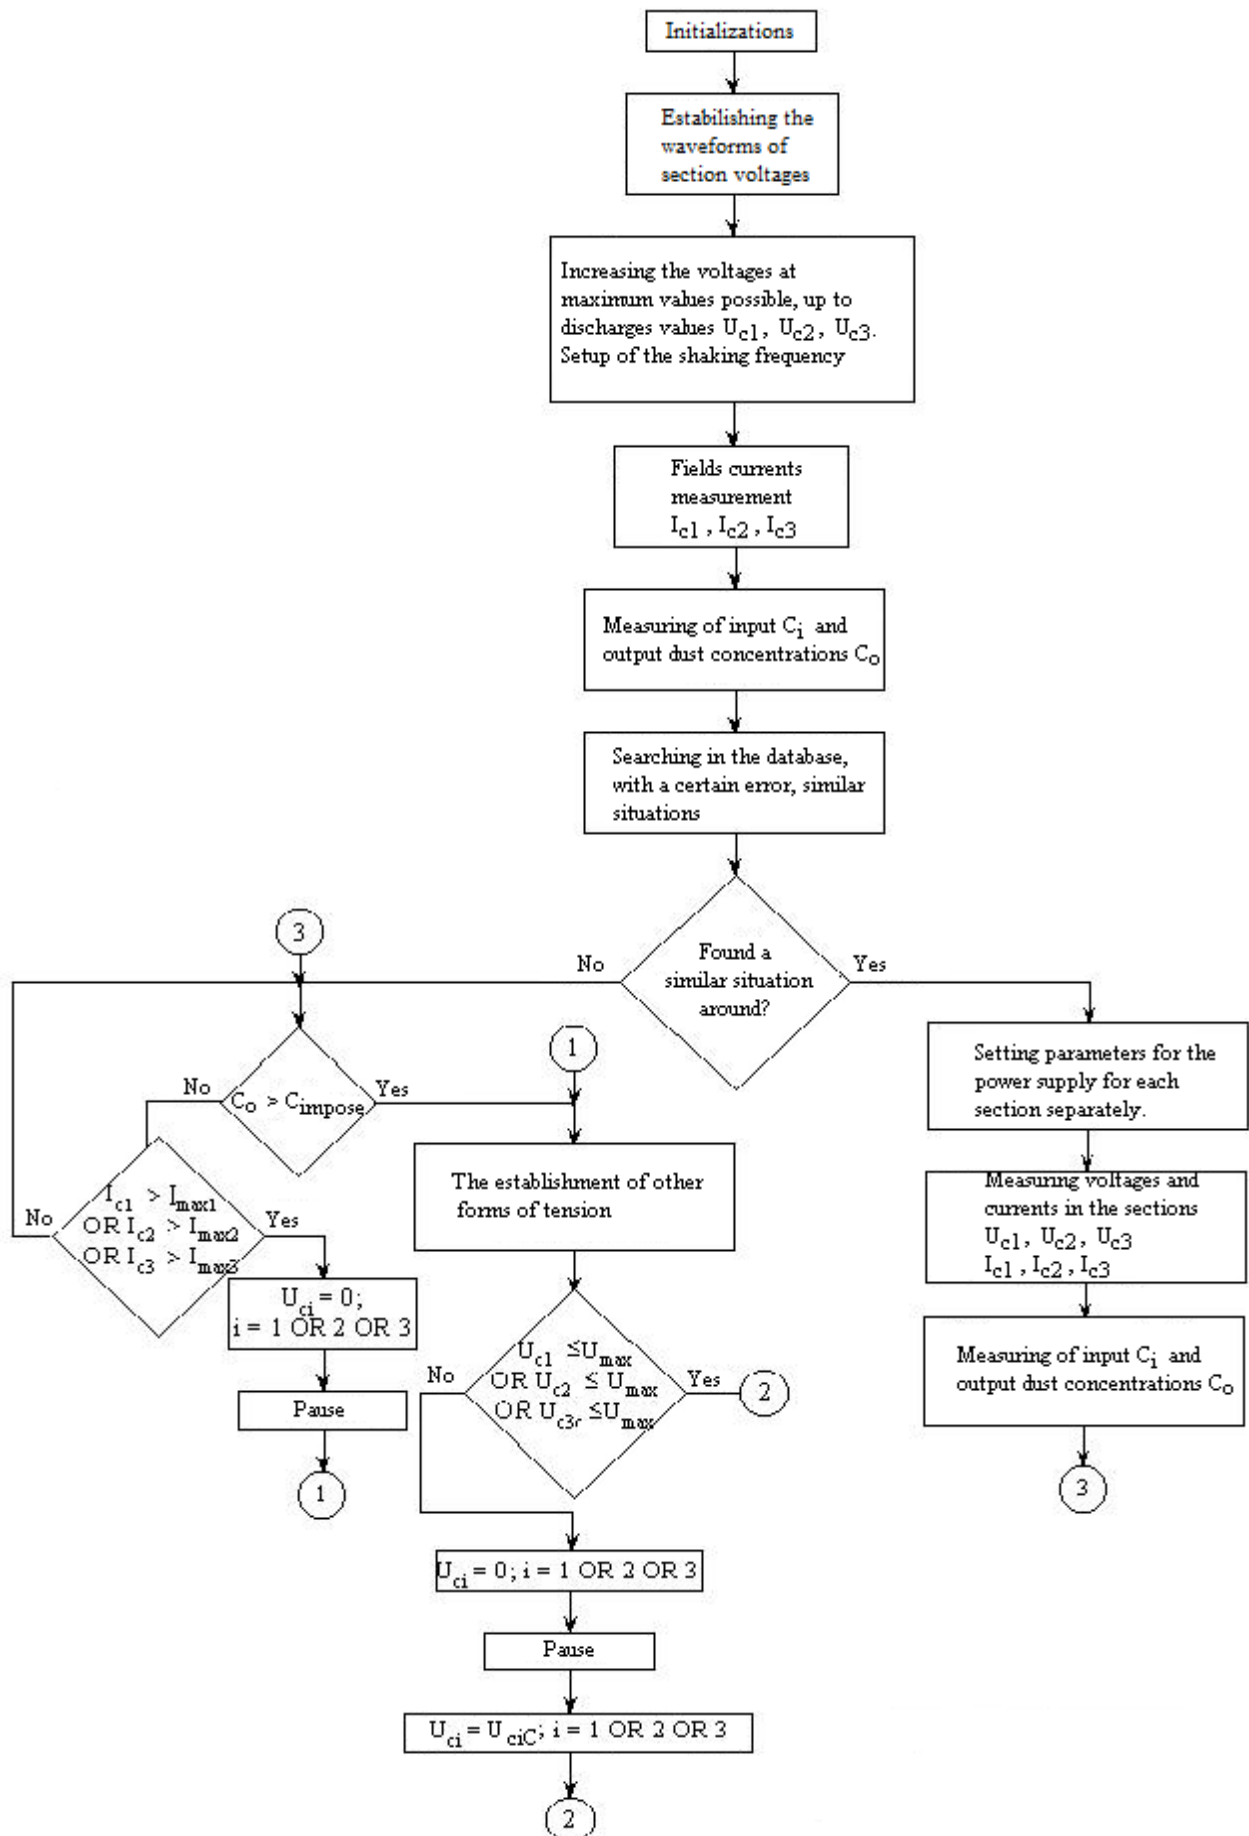 Initializations
Estabilishing the
waveforms of
section voltages
Increasing the voltages at
maximum values possible, up to
discharges values Uc1, Uc2, Uc3.
Setup of the shaking frequency
Fields currents
measurement
Ic1 , Ic2 , Ic3
Measuring of input Ci and
output dust concentrations Co
Searching in the database,
with a certain error, similar
situations
Found a
similar situation
around?
No
Yes
3
Co > Cimpose
No
Yes
1
Ic1 > Imax1
OR Ic2 > Imax2
OR Ic3 > Imax3
No
Yes
Uci = 0;
i = 1 OR 2 OR 3
Pause
1
The establishment of other
forms of tension
Uc1 ≤Umax
OR Uc2 ≤ Umax
OR Uc3r ≤Umax
No
Yes
2
Uci = 0; i = 1 OR 2 OR 3
Pause
Uci = UciC; i = 1 OR 2 OR 3
2
Setting parameters for the
power supply for each
section separately.
Measuring voltages and
currents in the sections
Uc1, Uc2, Uc3
Ic1 , Ic2 , Ic3
Measuring of input Ci and
output dust concentrations Co
3